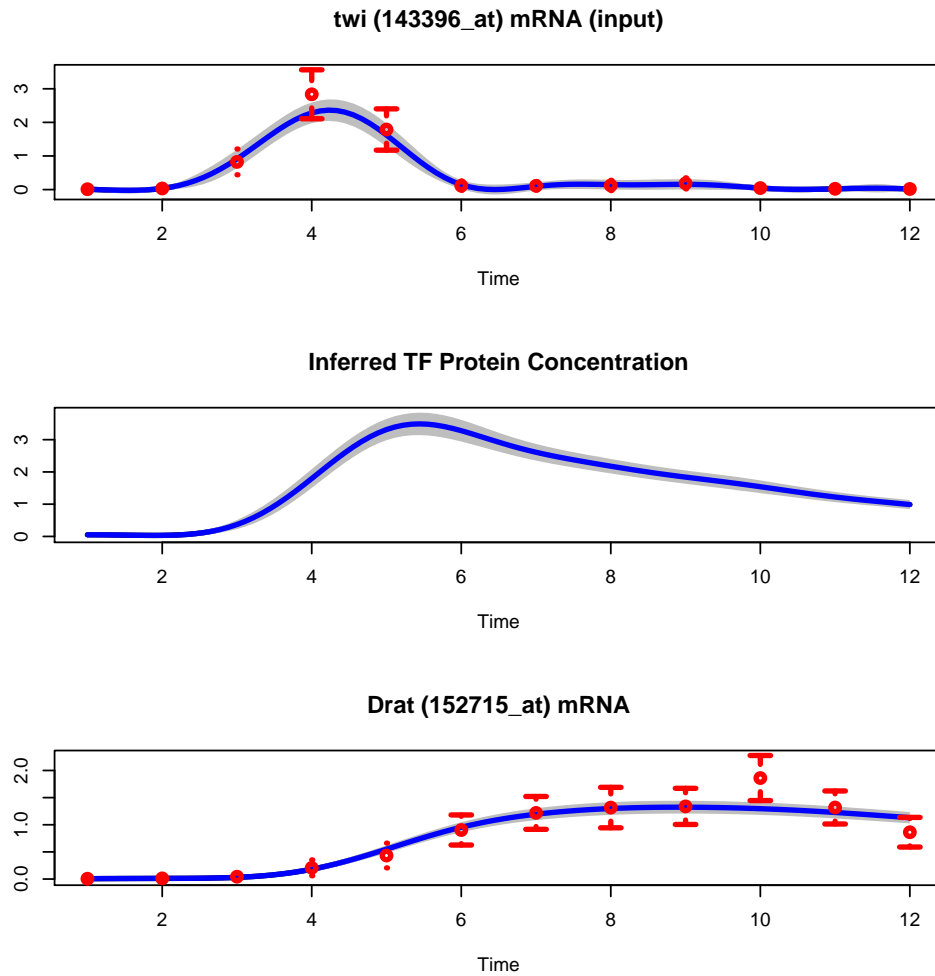 twi (143396_at) mRNA (input)
3
2
1
0
2 4 6 8 10 12
Time
Inferred TF Protein Concentration
3
2
1
0
2 4 6 8 10 12
Time
Drat (152715_at) mRNA
2.0
1.0
0.0
2 4 6 8 10 12
Time